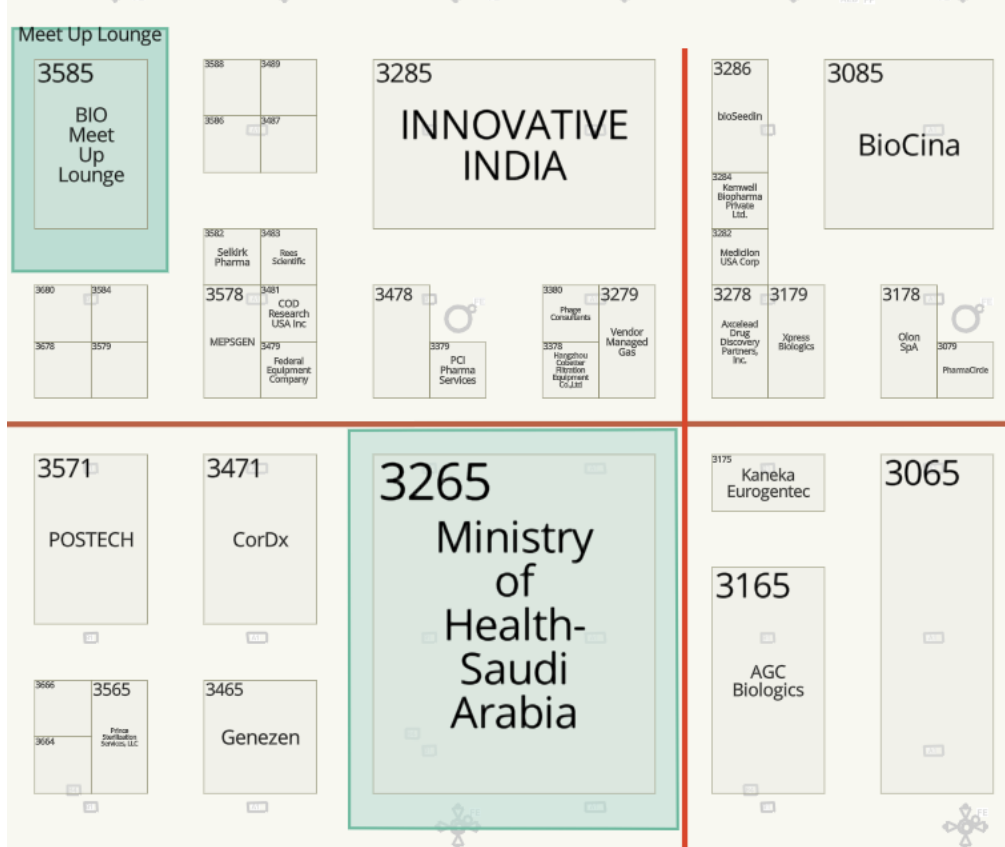 Meet Up Lounge
3585
BIO
Meet
Up
Lounge
3588
3489
3586
3487
3285
INNOVATIVE
INDIA
3286
bioSeedin
3284
Kemwell
Biopharma
Private
Ltd.
3282
Medicilon
USA Corp
3085
BioCina
3582
Selkirk
Pharma
3483
Rees
Scientific
3680
3584
3678
3579
3578
MEPSGEN
3481
COD
Research
USA Inc
3479
Federal
Equipment
Company
3478
FE
3379
PCI
Pharma
Services
3380
Phage
Consultants
3378
Hangzhou
Cobetter
Filtration
Equipment
Co.,Ltd
3279
Vendor
Managed
Gas
3278
Axcelead
Drug
Discovery
Partners,
Inc.
3179
Xpress
Biologics
3178
Olon
SpA
FE
3079
PharmaCircle
3571
POSTECH
3471
CorDx
3265
Ministry
of
Health-
Saudi
Arabia
3175
Kaneka
Eurogentec
3065
3165
AGC
Biologics
3666
3664
3565
Prince
Sterilization
Services, LLC
3465
Genezen
FE
FE